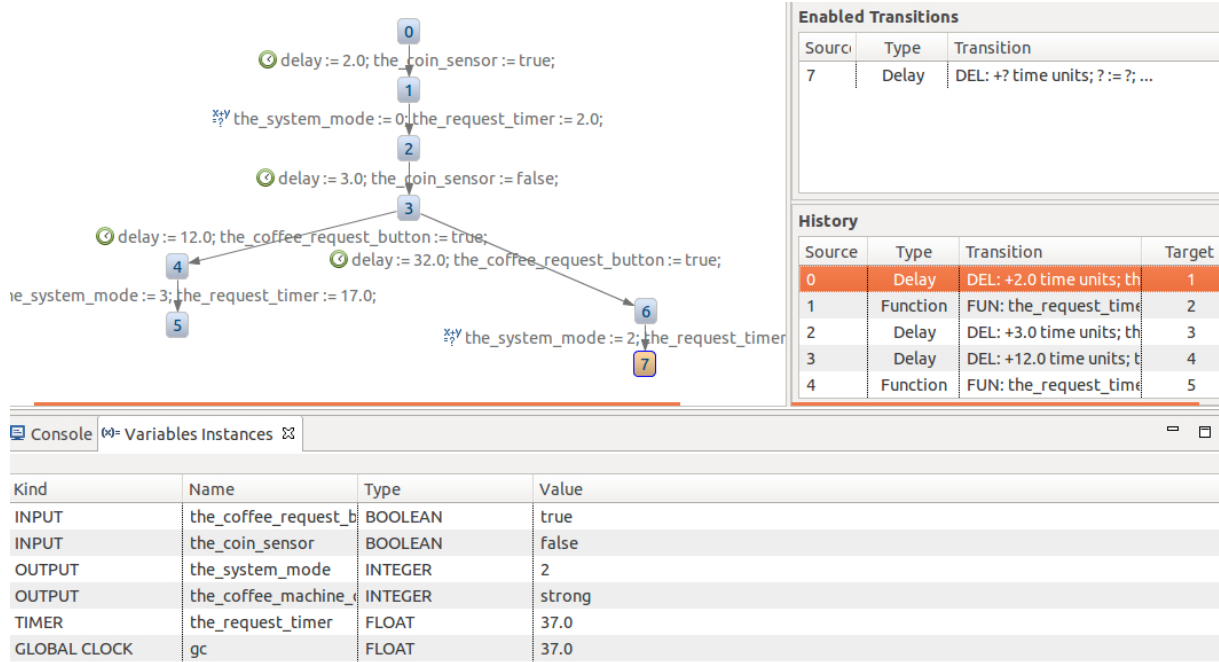 0
delay := 2.0; the_coin_sensor := true;
1
the_system_mode := 0; the_request_timer := 2.0;
2
delay := 3.0; the_coin_sensor := false;
3
delay := 12.0; the_coffee_request_button := true;
delay := 32.0; the_coffee_request_button := true;
4
he_system_mode := 3; the_request_timer := 17.0;
5
6
the_system_mode := 2; the_request_timer
7
Enabled Transitions
Source Type Transition
7 Delay DEL: +? time units; ? := ?; ...
History
Source Type Transition Target
0 Delay DEL: +2.0 time units; th 1
1 Function FUN: the_request_time 2
2 Delay DEL: +3.0 time units; th 3
3 Delay DEL: +12.0 time units; t 4
4 Function FUN: the_request_time 5
Console (x)= Variables Instances
Kind Name Type Value
INPUT the_coffee_request_b BOOLEAN true
INPUT the_coin_sensor BOOLEAN false
OUTPUT the_system_mode INTEGER 2
OUTPUT the_coffee_machine_ INTEGER strong
TIMER the_request_timer FLOAT 37.0
GLOBAL CLOCK gc FLOAT 37.0